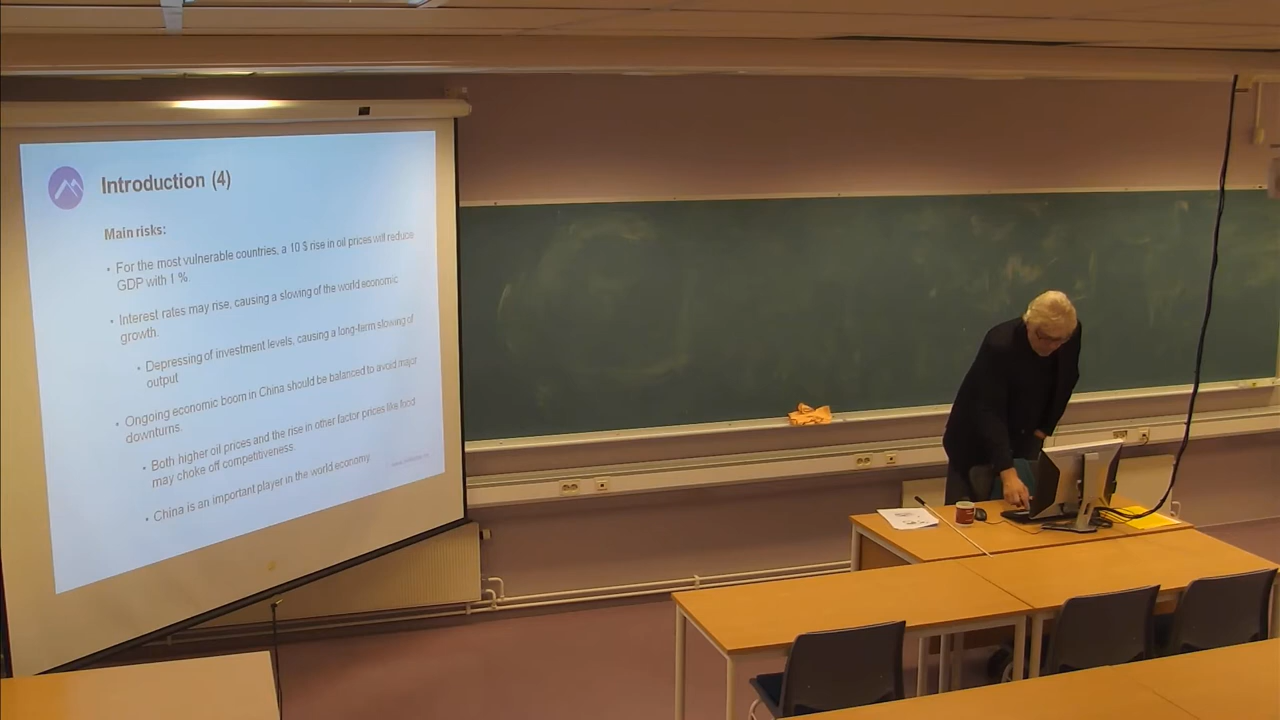 Introduction (4)
Main risks:
• For the most vulnerable countries, a 10 $ rise in oil prices will reduce
GDP with 1 %.
• Interest rates may rise, causing a slowing of the world economic
growth.
• Depressing of investment levels, causing a long-term slowing of
output
• Ongoing economic boom in China should be balanced to avoid major
downturns.
• Both higher oil prices and the rise in other factor prices like food
may choke off competitiveness.
• China is an important player in the world economy.